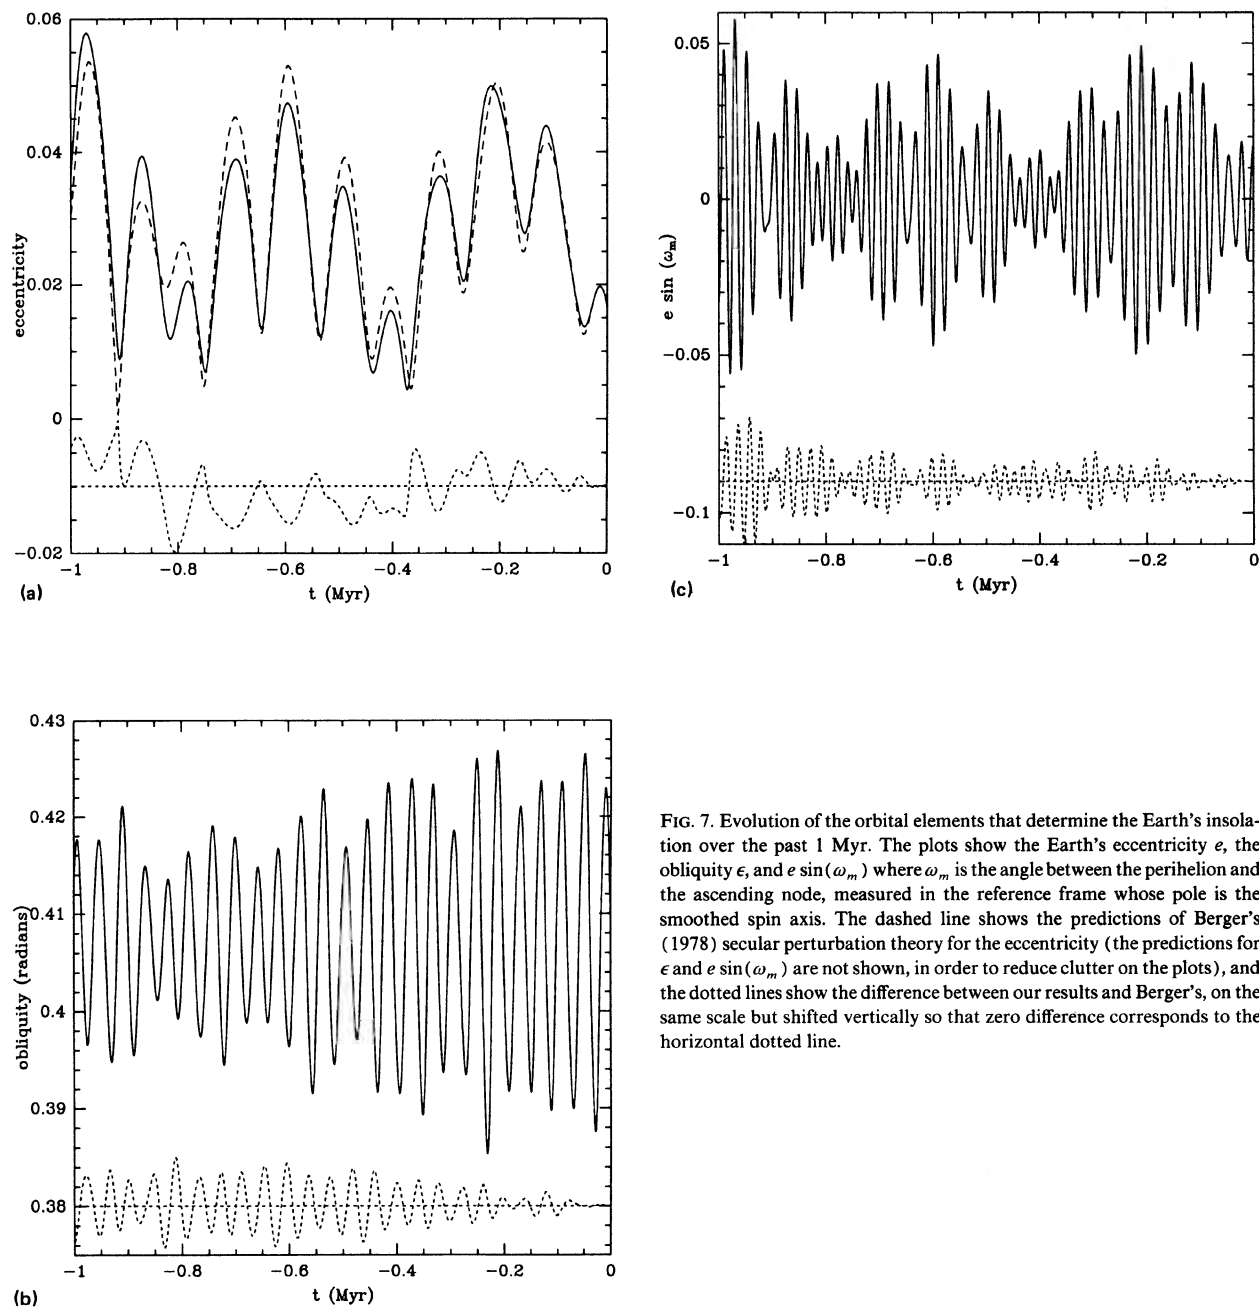 0.06
0.04
0.02
0
−0.02
eccentricity
−1
−0.8
−0.6
−0.4
−0.2
0
t (Myr)
(a)
0.05
0
−0.05
−0.1
e sin (ω_m)
−1
−0.8
−0.6
−0.4
−0.2
0
t (Myr)
(c)
0.43
0.42
0.41
0.4
0.39
0.38
obliquity (radians)
−1
−0.8
−0.6
−0.4
−0.2
0
t (Myr)
(b)
FIG. 7. Evolution of the orbital elements that determine the Earth's insola-
tion over the past 1 Myr. The plots show the Earth's eccentricity e, the
obliquity ϵ, and e sin(ω_m) where ω_m is the angle between the perihelion and
the ascending node, measured in the reference frame whose pole is the
smoothed spin axis. The dashed line shows the predictions of Berger's
(1978) secular perturbation theory for the eccentricity (the predictions for
ϵ and e sin(ω_m) are not shown, in order to reduce clutter on the plots), and
the dotted lines show the difference between our results and Berger's, on the
same scale but shifted vertically so that zero difference corresponds to the
horizontal dotted line.